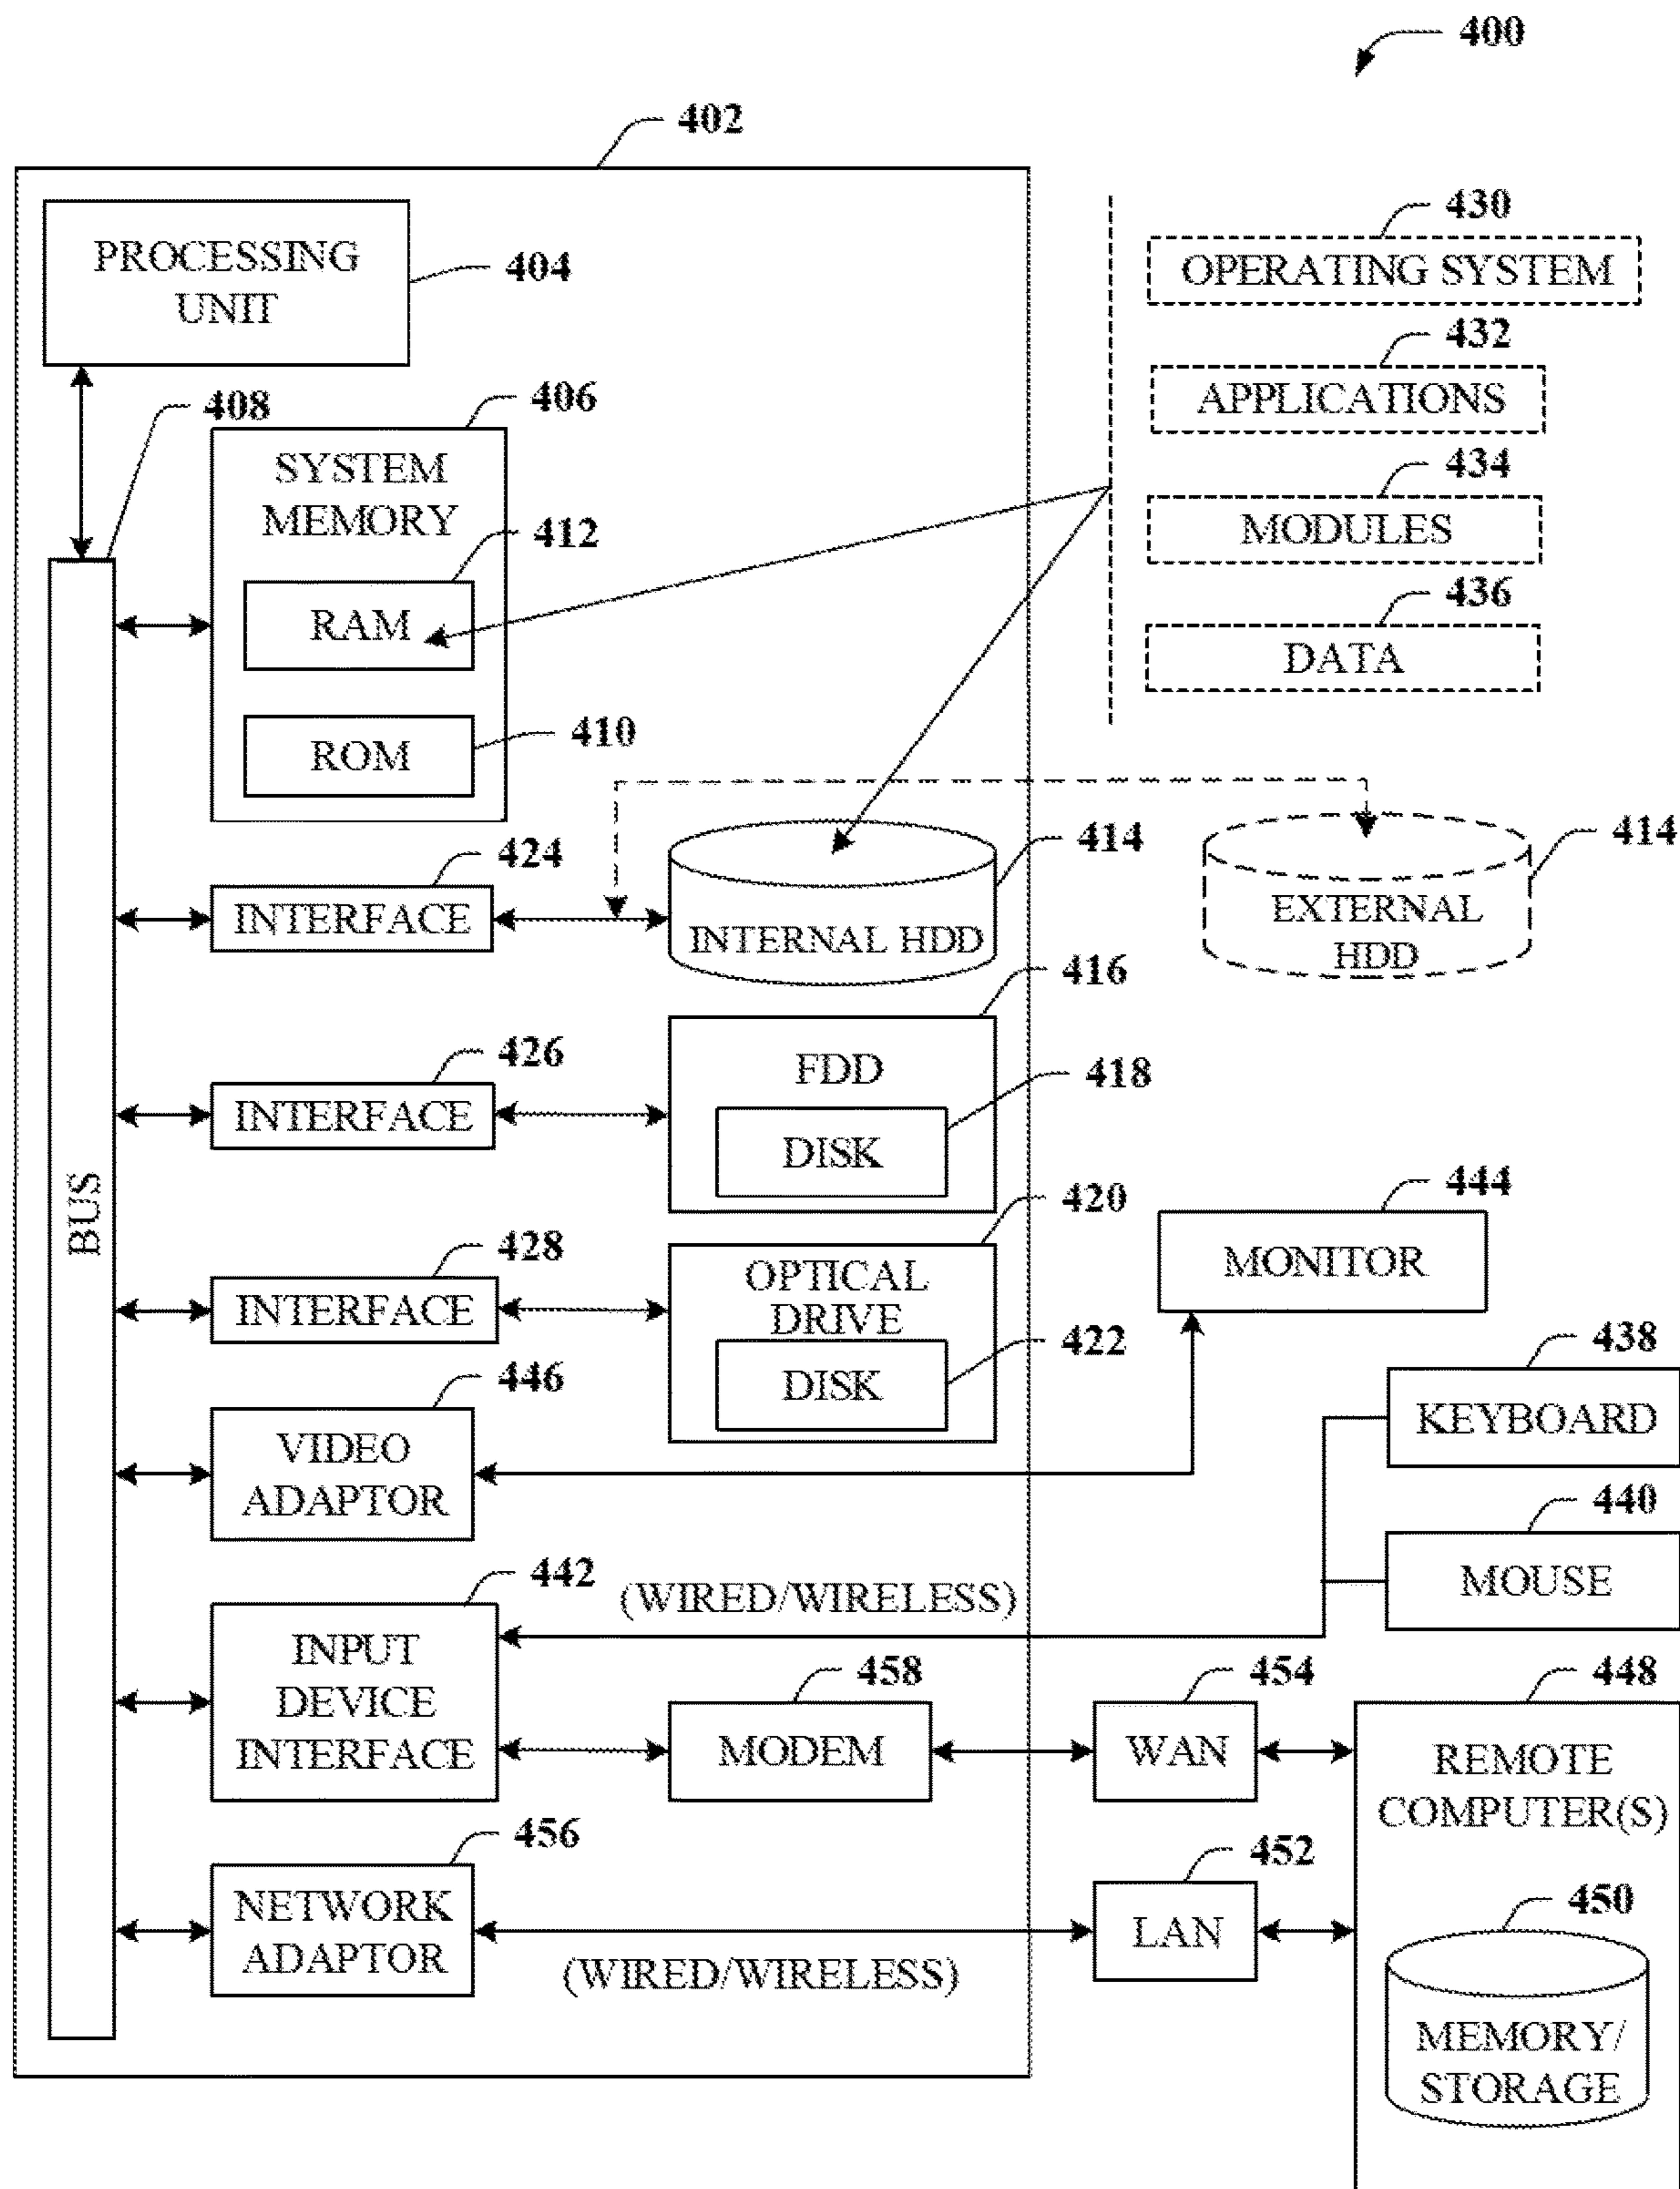 400
402
PROCESSING
UNIT
404
430
OPERATING SYSTEM
432
APPLICATIONS
434
MODULES
436
DATA
408
406
SYSTEM
MEMORY
412
RAM
410
ROM
424
INTERFACE
414
INTERNAL HDD
414
EXTERNAL
HDD
416
FDD
418
DISK
426
INTERFACE
BUS
420
OPTICAL
DRIVE
422
DISK
428
INTERFACE
444
MONITOR
446
VIDEO
ADAPTOR
438
KEYBOARD
440
MOUSE
442
INPUT
DEVICE
INTERFACE
(WIRED/WIRELESS)
458
MODEM
454
WAN
448
REMOTE
COMPUTER(S)
456
NETWORK
ADAPTOR
(WIRED/WIRELESS)
452
LAN
450
MEMORY/
STORAGE